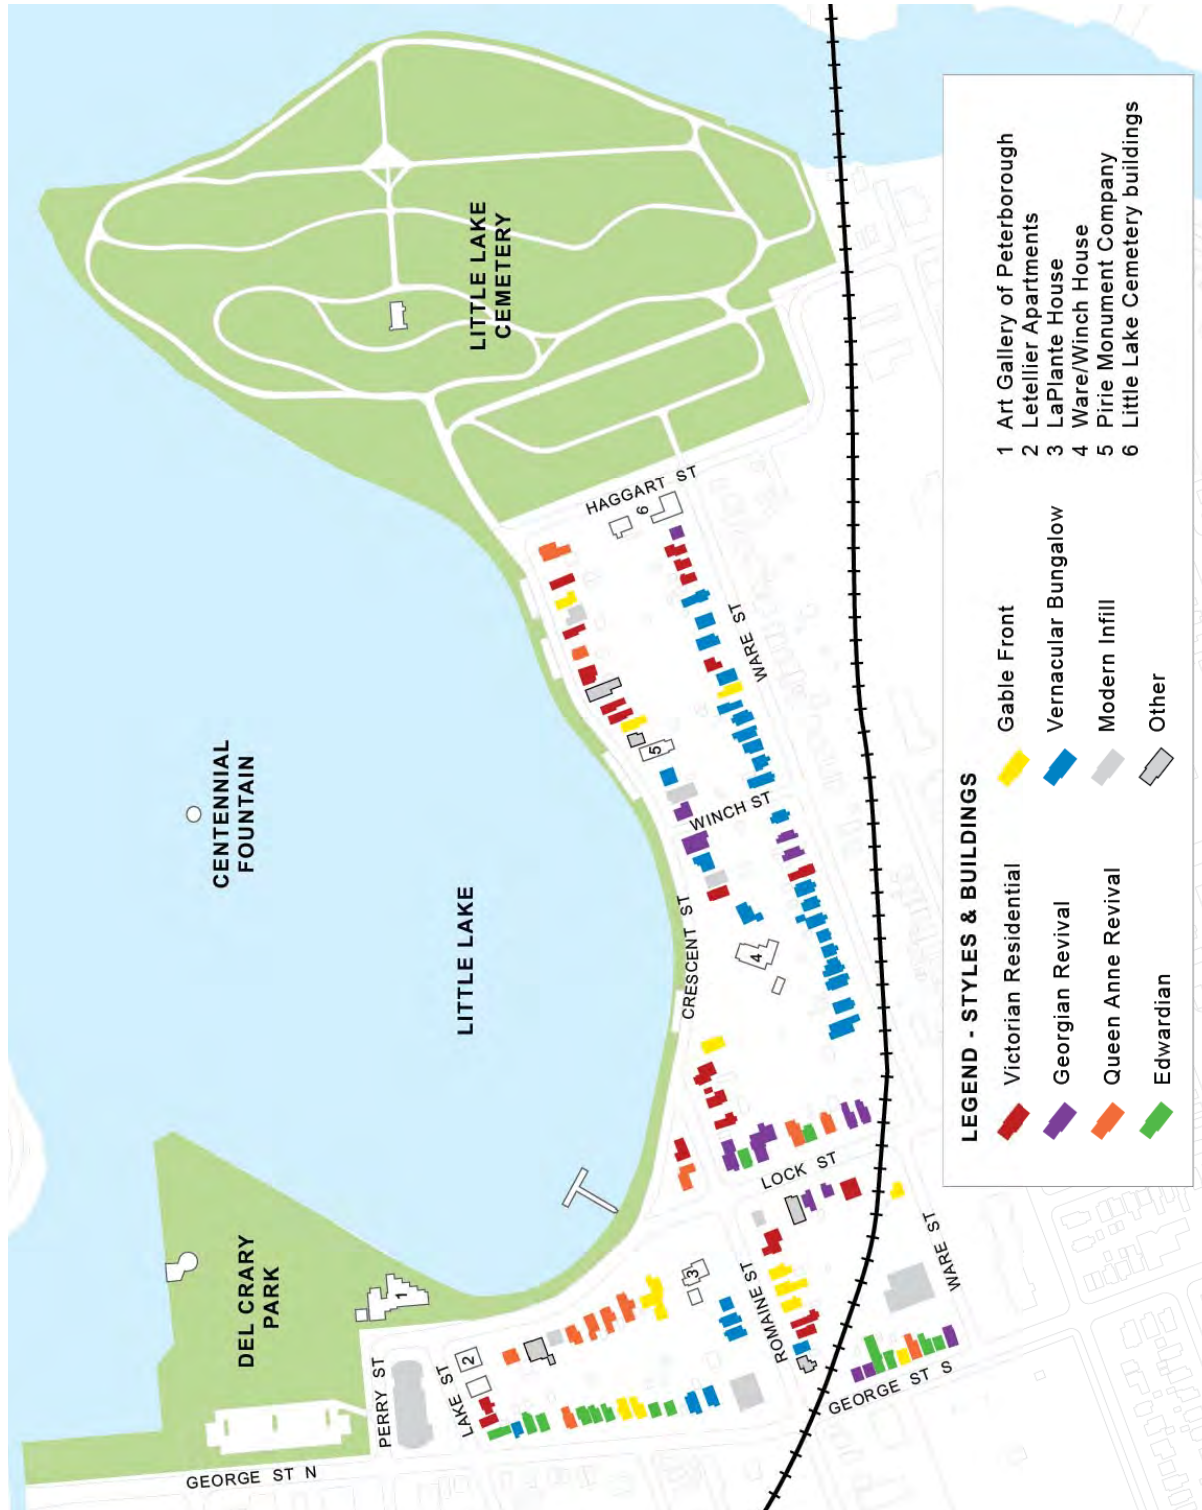 CENTENNIAL
FOUNTAIN
LITTLE LAKE
LITTLE LAKE
CEMETERY
DEL CRARY
PARK
GEORGE ST N
PERRY ST
LAKE ST
CRESCENT ST
HAGGART ST
WARE ST
WINCH ST
LOCK ST
ROMAINE ST
WARE ST
GEORGE ST S
1
2
3
4
5
6
LEGEND - STYLES & BUILDINGS
Victorian Residential
Georgian Revival
Queen Anne Revival
Edwardian
Gable Front
Vernacular Bungalow
Modern Infill
Other
1 Art Gallery of Peterborough
2 Letellier Apartments
3 LaPlante House
4 Ware/Winch House
5 Pirie Monument Company
6 Little Lake Cemetery buildings